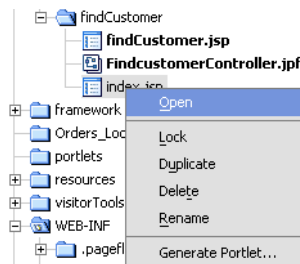 findCustomer
findCustomer.jsp
FindcustomerController.jpf
index.jsp
Open
framework
Lock
Orders_Loc
Duplicate
portlets
resources
Delete
visitorTools
Rename
WEB-INF
.pagefl
Generate Portlet...